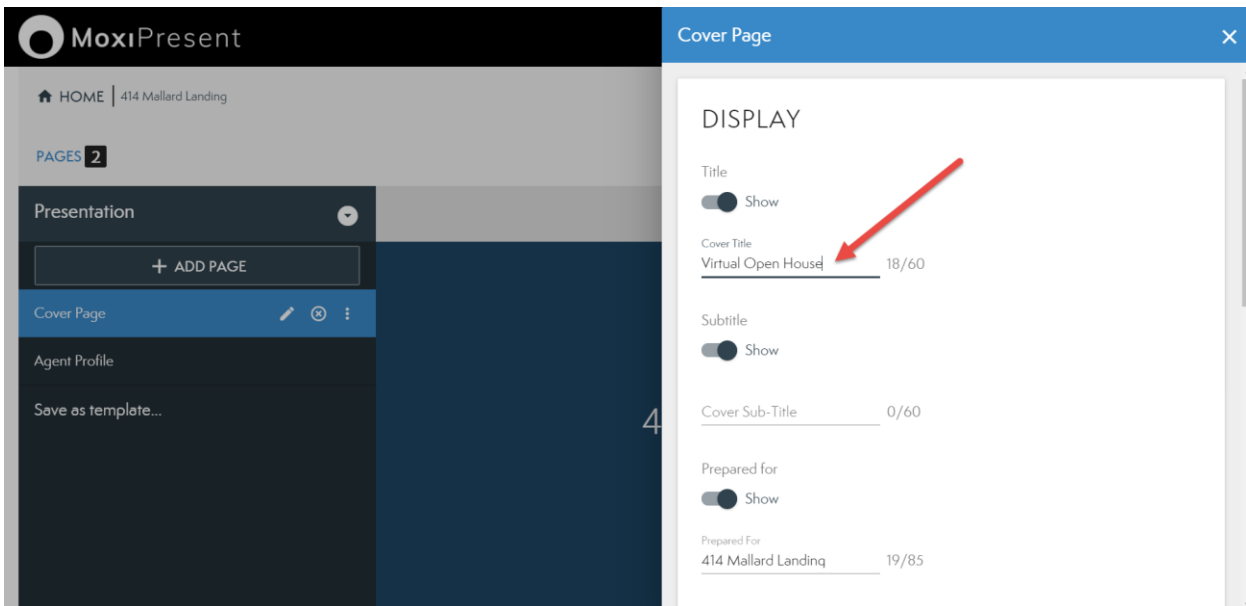 MoxiPresent
HOME | 414 Mallard Landing
PAGES 2
Presentation
+ ADD PAGE
Cover Page
Agent Profile
Save as template...
4
Cover Page
DISPLAY
Title
Show
Cover Title
Virtual Open House 18/60
Subtitle
Show
Cover Sub-Title 0/60
Prepared for
Show
Prepared For
414 Mallard Landing 19/85